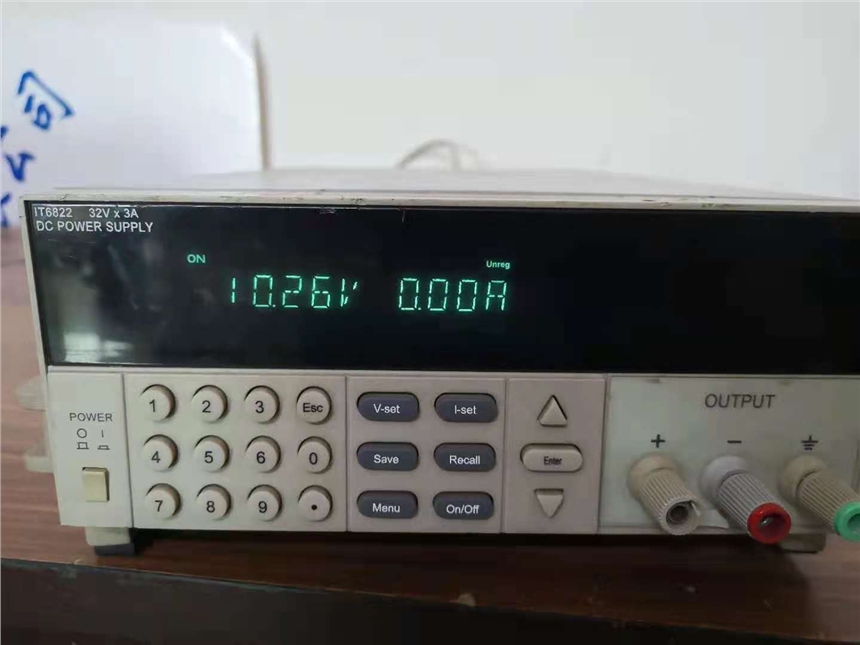 司
IT6822 32V x 3A
DC POWER SUPPLY
ON
Unreg
10.26V 0.00A
POWER
O I
1 2 3 Esc
4 5 6 0
7 8 9 •
V-set I-set
Save Recall
Menu On/Off
Enter
OUTPUT
+ −